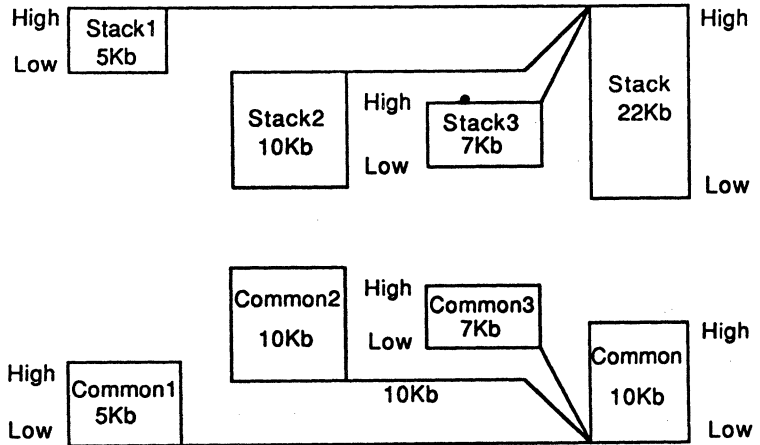 High
Stack1
5Kb
Low
Stack2
10Kb
High
Stack3
7Kb
Low
High
Stack
22Kb
Low
Common2
10Kb
High
Common3
7Kb
Low
10Kb
High
Common1
5Kb
Low
High
Common
10Kb
Low